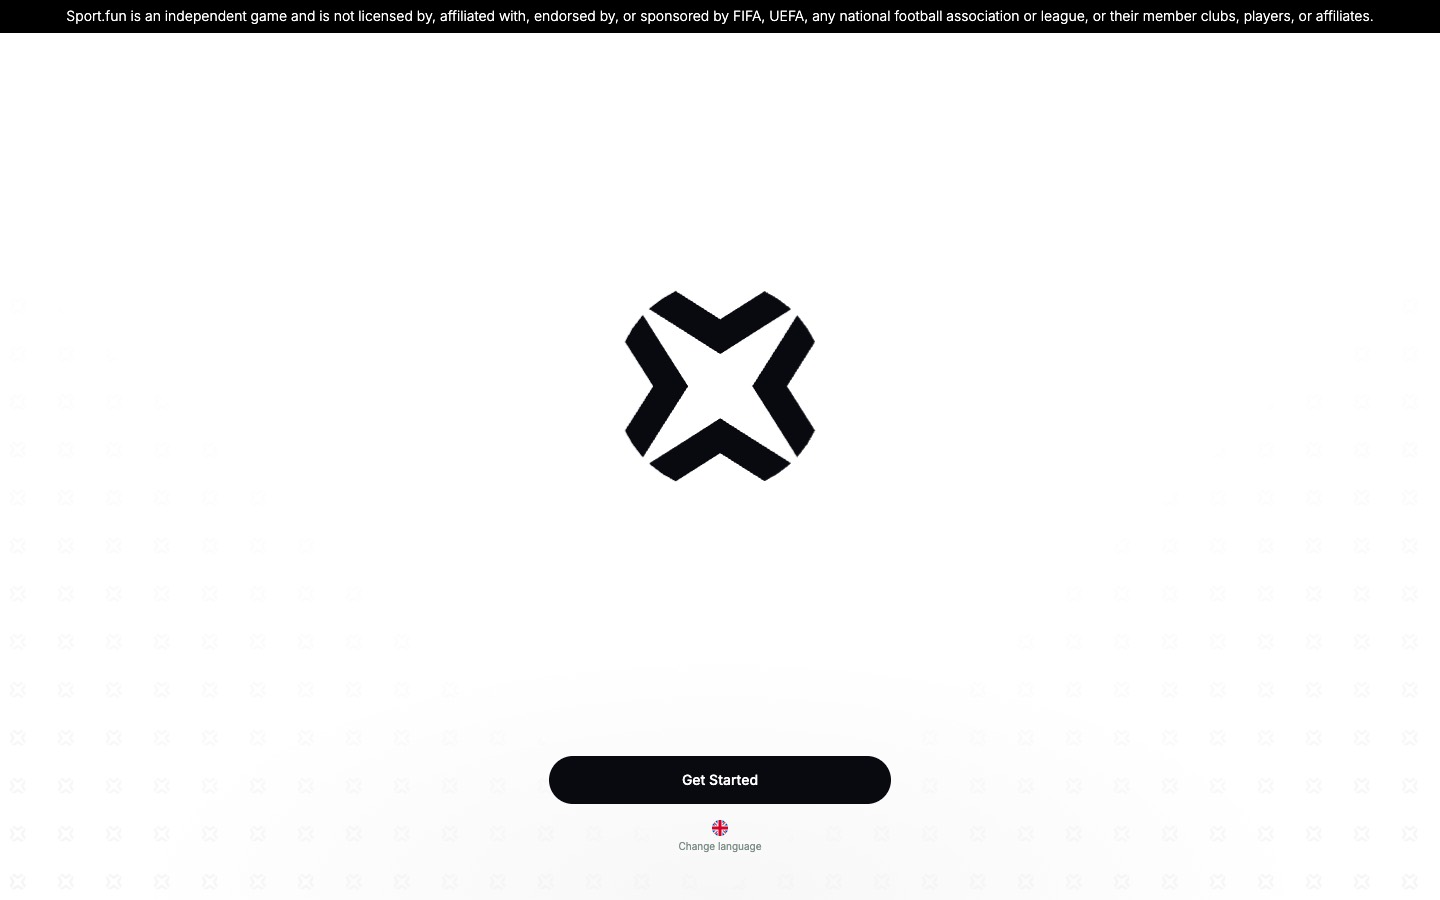 Sport.fun is an independent game and is not licensed by, affiliated with, endorsed by, or sponsored by FIFA, UEFA, any national football association or league, or their member clubs, players, or affiliates.
Get Started
Change language